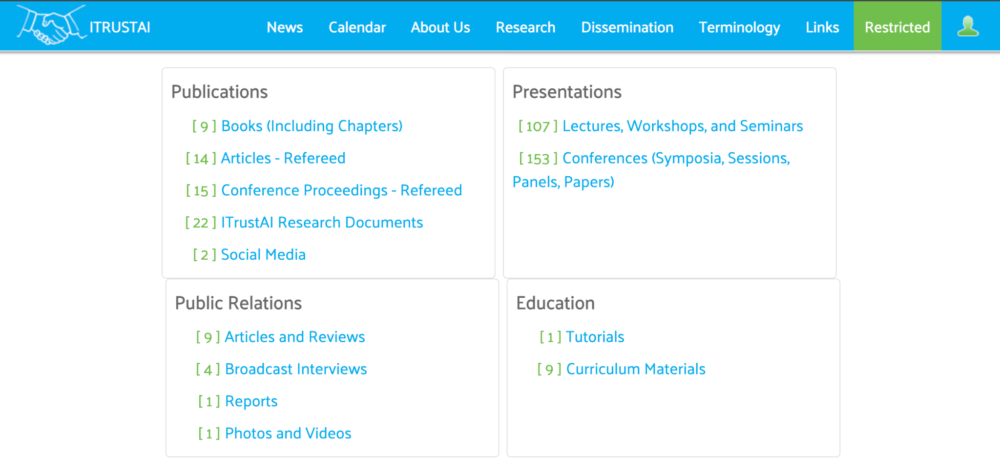 ITRUSTAI News Calendar About Us Research Dissemination Terminology Links Restricted
Publications
[ 9 ] Books (Including Chapters)
[ 14 ] Articles - Refereed
[ 15 ] Conference Proceedings - Refereed
[ 22 ] ITrustAI Research Documents
[ 2 ] Social Media
Presentations
[ 107 ] Lectures, Workshops, and Seminars
[ 153 ] Conferences (Symposia, Sessions,
Panels, Papers)
Public Relations
[ 9 ] Articles and Reviews
[ 4 ] Broadcast Interviews
[ 1 ] Reports
[ 1 ] Photos and Videos
Education
[ 1 ] Tutorials
[ 9 ] Curriculum Materials